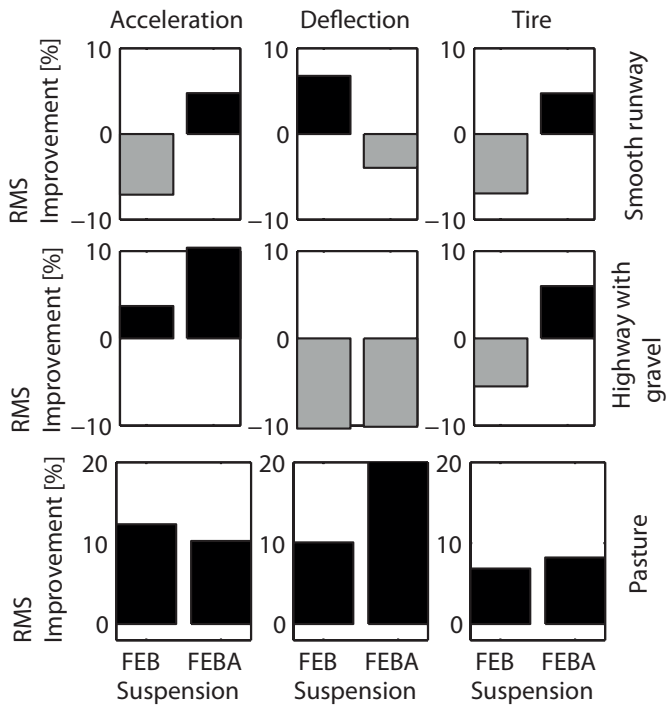 Acceleration Deflection Tire
RMS
Improvement [%]
10
0
−10
10
0
−10
10
0
−10
Smooth runway
RMS
Improvement [%]
10
0
−10
10
0
−10
10
0
−10
Highway with
gravel
RMS
Improvement [%]
20
10
0
20
10
0
20
10
0
Pasture
FEB FEBA FEB FEBA FEB FEBA
Suspension Suspension Suspension